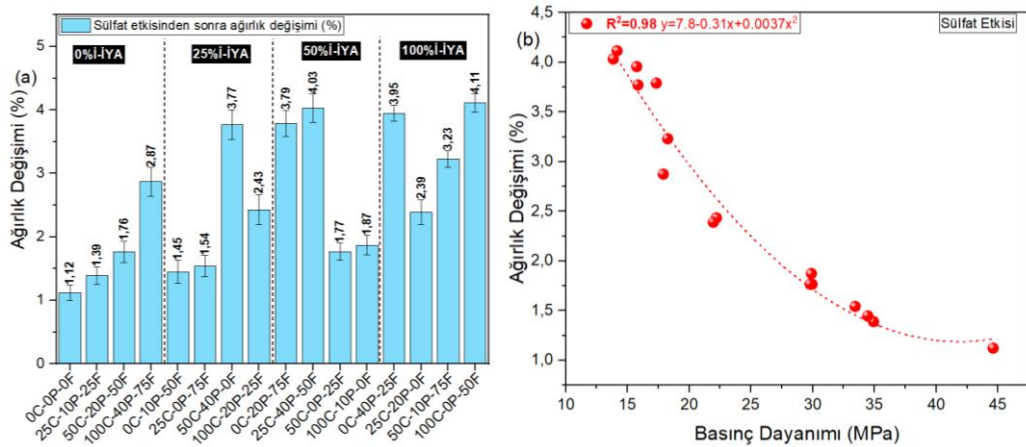 Sülfat etkisinden sonra ağırlık değişimi (%)
0%İ-İYA
25%İ-İYA
50%İ-İYA
100%İ-İYA
(a)
Ağırlık Değişimi (%)
5
4
3
2
1
0
1,12
1,39
1,76
2,87
1,45
1,54
3,77
2,43
3,79
4,03
1,77
1,87
3,95
2,39
3,23
4,11
0C-0P-0F
25C-10P-25F
50C-20P-50F
100C-40P-75F
0C-10P-50F
25C-0P-75F
50C-40P-0F
100C-20P-25F
0C-20P-75F
25C-40P-50F
50C-0P-25F
100C-10P-0F
0C-40P-25F
25C-20P-0F
50C-10P-75F
100C-0P-50F
(b)
R²=0.98 y=7.8-0.31x+0.0037x²
Sülfat Etkisi
Ağırlık Değişimi (%)
4,5
4,0
3,5
3,0
2,5
2,0
1,5
1,0
10 15 20 25 30 35 40 45
Basınç Dayanımı (MPa)